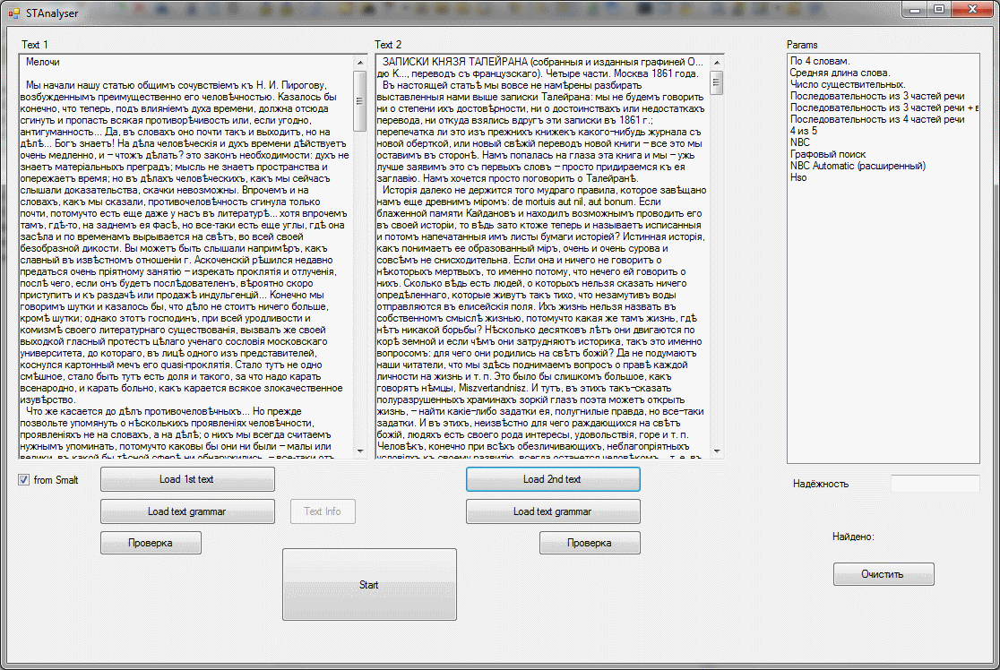 STAnalyser
Text 1
Мелочи
Мы начали нашу статью общимъ сочувствіемъ къ Н. И. Пирогову,
возбужденнымъ преимущественно его человѣчностью. Казалось бы
конечно, что теперь, подъ вліяніемъ духа времени, должна отсюда
сгинуть и пропасть всякая противорѣчивость или, если угодно,
антигуманность... Да, въ словахъ оно почти такъ и выходитъ, но на
дѣлѣ... Богъ знаетъ! На дѣла человѣческія и духъ времени дѣйствуетъ
очень медленно, и – чтожъ дѣлать? это законъ необходимости: духъ не
знаетъ матеріальныхъ преградъ; мысль не знаетъ пространства и
опережаетъ время; но въ дѣлахъ человѣческихъ, какъ мы сейчасъ
слышали доказательства, скачки невозможны. Впрочемъ и на
словахъ, какъ мы сказали, противочеловѣчность сгинула только
почти, потомучто есть еще даже у насъ въ литературѣ... хотя впрочемъ
тамъ, гдѣ-то, на заднемъ ея фасѣ, но все-таки есть еще углы, гдѣ она
засѣла и по временамъ вырывается на свѣтъ, во всей своей
безобразной дикости. Вы можетъ быть слышали напримѣръ, какъ
славный въ извѣстномъ отношеніи г. Аскоченскій рѣшился недавно
предаться очень пріятному занятію – изрекать проклятія и отлученія,
послѣ чего, если онъ будетъ послѣдователенъ, вѣроятно скоро
приступитъ и къ раздачѣ или продажѣ индульгенцій... Конечно мы
говоримъ шутки и казалось бы, что дѣло не стоитъ ничего больше,
кромѣ шутки; однако этотъ господинъ, при всей уродливости и
комизмѣ своего литературнаго существованія, вызвалъ же своей
выходкой гласный протестъ цѣлаго ученаго сословія московскаго
университета, до котораго, въ лицѣ одного изъ представителей,
коснулся картонный мечъ его quasi-проклятія. Стало тутъ не одно
смѣшное, стало быть тутъ есть доля и такого, за что надо карать
всенародно, и карать больно, какъ карается всякое злокачественное
изувѣрство.
Что же касается до дѣлъ противочеловѣчныхъ... Но прежде
позвольте упомянуть о нѣсколькихъ проявленіяхъ человѣчности,
проявленіяхъ не на словахъ, а на дѣлѣ; о нихъ мы всегда считаемъ
нужнымъ упоминать, потомучто каковы бы они ни были – малы или
велики, въ какой бы тѣсной сферѣ ни обнаружились, – все-таки отъ
Text 2
ЗАПИСКИ КНЯЗЯ ТАЛЕЙРАНА (собранныя и изданныя графиней О...
дю К..., переводъ съ французскаго). Четыре части. Москва 1861 года.
Въ настоящей статьѣ мы вовсе не намѣрены разбирать
выставленныя нами выше записки Талейрана: мы не будемъ говорить
ни о степени ихъ достовѣрности, ни о достоинствахъ или недостаткахъ
перевода, ни откуда взялись вдругъ эти записки въ 1861 г.;
перепечатка ли это изъ прежнихъ книжекъ какого-нибудь журнала съ
новой оберткой, или новый свѣжій переводъ новой книги – все это мы
оставимъ въ сторонѣ. Намъ попалась на глаза эта книга и мы – ужь
лучше заявимъ это съ первыхъ словъ – просто придираемся къ ея
заглавію. Намъ хочется просто поговорить о Талейранѣ.
Исторія далеко не держится того мудраго правила, которое завѣщано
намъ еще древнимъ міромъ: de mortuis aut nil, aut bonum. Если
блаженной памяти Кайдановъ и находилъ возможнымъ проводить его
въ своей исторіи, то вѣдь зато ктоже теперь и называетъ исписанныя
и потомъ напечатанныя имъ листы бумаги исторіей? Истинная исторія,
какъ понимаетъ ее образованный міръ, очень и очень сурова и
совсѣмъ не снисходительна. Если она и ничего не говоритъ о
нѣкоторыхъ мертвыхъ, то именно потому, что нечего ей говорить о
нихъ. Сколько вѣдь есть людей, о которыхъ нельзя сказать ничего
опредѣленнаго, которые живутъ такъ тихо, что незамутивъ воды
отправляются въ елисейскія поля. Ихъ жизнь нельзя назвать въ
собственномъ смыслѣ жизнью, потомучто какая же тамъ жизнь, гдѣ
нѣтъ никакой борьбы? Нѣсколько десятковъ лѣтъ они двигаются по
корѣ земной и если чѣмъ они затрудняютъ историка, такъ это именно
вопросомъ: для чего они родились на свѣтъ божій? Да не подумаютъ
наши читатели, что мы здѣсь поднимаемъ вопросъ о правѣ каждой
личности на жизнь и т. п. Это было бы слишкомъ большое, какъ
говорятъ нѣмцы, Miszvertandnisz. И тутъ, въ этихъ такъ-сказать
полуразрушенныхъ храминахъ зоркій глазъ поэта можетъ открыть
жизнь, – найти какіе-либо задатки ея, полугнилые правда, но все-таки
задатки. И въ этихъ, неизвѣстно для чего раждающихся на свѣтъ
божій, людяхъ есть своего рода интересы, удовольствія, горе и т. п.
Человѣкъ, конечно при всѣхъ обезличивающихъ, неблагопріятныхъ
условіяхъ къ своему развитію, всегда останется человѣкомъ, т. е. въ
Params
По 4 словам.
Средняя длина слова.
Число существительных.
Последовательность из 3 частей речи
Последовательность из 3 частей речи + в
Последовательность из 4 частей речи
4 из 5
NBC
Графовый поиск
NBC Automatic (расширенный)
Hso
from Smalt
Load 1st text
Load 2nd text
Надёжность
Load text grammar
Text Info
Load text grammar
Проверка
Проверка
Найдено:
Start
Очистить